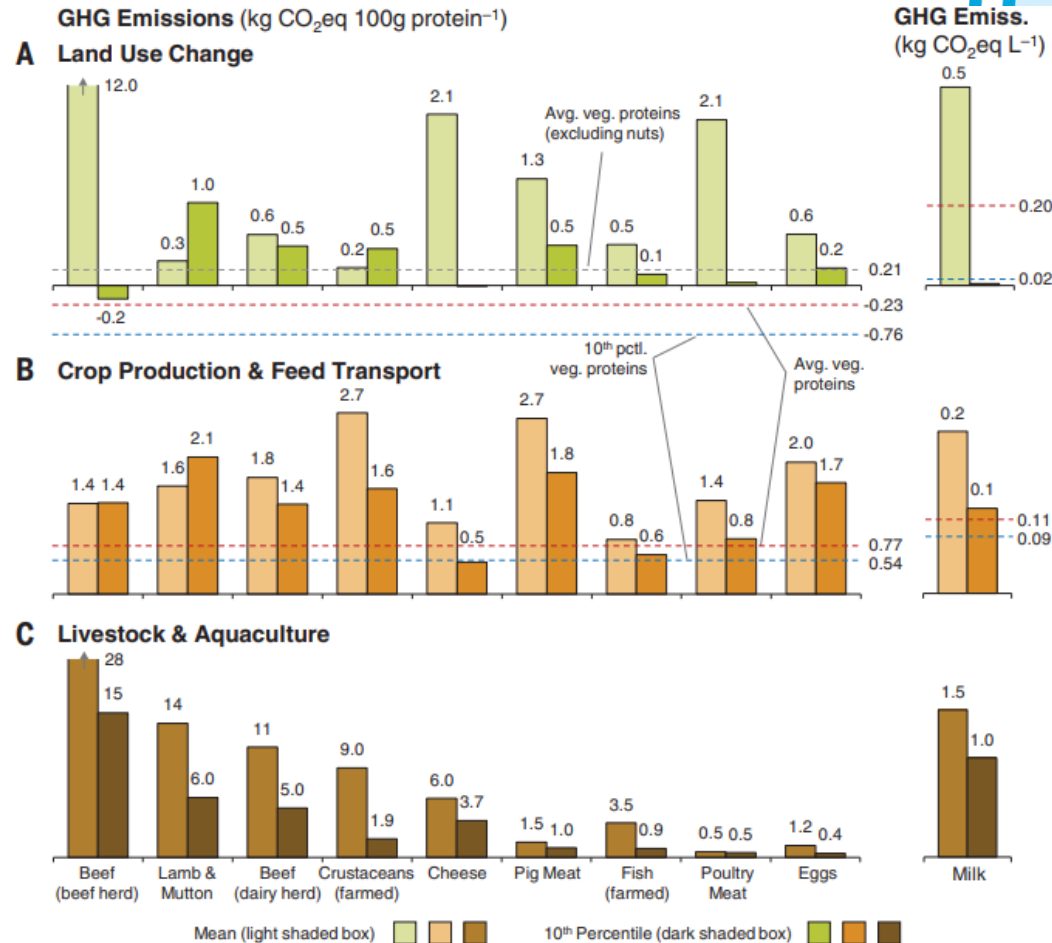 GHG Emissions (kg CO₂eq 100g protein⁻¹)
GHG Emiss.
(kg CO₂eq L⁻¹)
A Land Use Change
12.0
0.3
1.0
0.6
0.5
0.2
0.5
2.1
1.3
0.5
0.5
0.1
2.1
0.6
0.2
-0.2
Avg. veg. proteins
(excluding nuts)
0.21
-0.23
-0.76
0.5
0.20
0.02
10th pctl.
veg. proteins
Avg. veg.
proteins
B Crop Production & Feed Transport
1.4 1.4
1.6
2.1
1.8
1.4
2.7
1.6
1.1
0.5
2.7
1.8
0.8
0.6
1.4
0.8
2.0
1.7
0.77
0.54
0.2
0.1
0.11
0.09
C Livestock & Aquaculture
28
15
14
6.0
11
5.0
9.0
1.9
6.0
3.7
1.5
1.0
3.5
0.9
0.5 0.5
1.2
0.4
1.5
1.0
Beef
(beef herd)
Lamb &
Mutton
Beef
(dairy herd)
Crustaceans
(farmed)
Cheese
Pig Meat
Fish
(farmed)
Poultry
Meat
Eggs
Milk
Mean (light shaded box)
10th Percentile (dark shaded box)